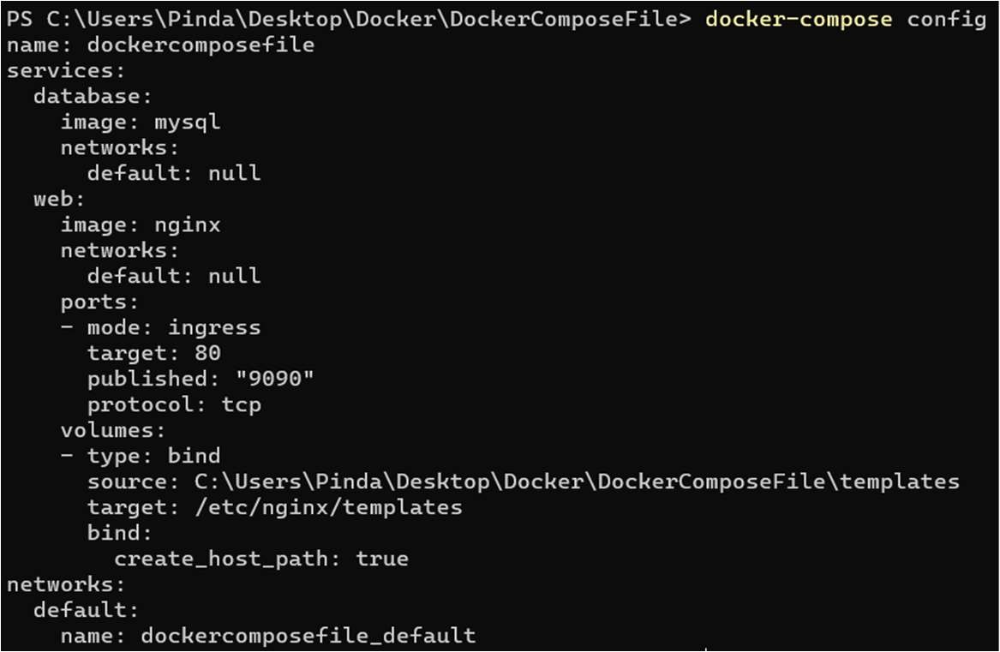 PS C:\Users\Pinda\Desktop\Docker\DockerComposeFile> docker-compose config
name: dockercomposefile
services:
  database:
    image: mysql
    networks:
      default: null
  web:
    image: nginx
    networks:
      default: null
    ports:
    - mode: ingress
      target: 80
      published: "9090"
      protocol: tcp
    volumes:
    - type: bind
      source: C:\Users\Pinda\Desktop\Docker\DockerComposeFile\templates
      target: /etc/nginx/templates
      bind:
        create_host_path: true
networks:
  default:
    name: dockercomposefile_default